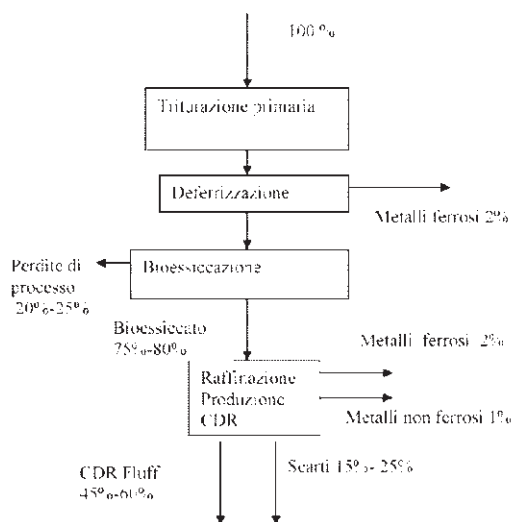 100 %
Triturazione primaria
Deferrizzazione
Metalli ferrosi 2%
Perdite di
processo
20%-25%
Bioessiccazione
Bioessiccato
75%-80%
Metalli ferrosi 2%
Raffinazione
Produzione
CDR
Metalli non ferrosi 1%
CDR Fluff
45%-60%
Scarti 15%- 25%